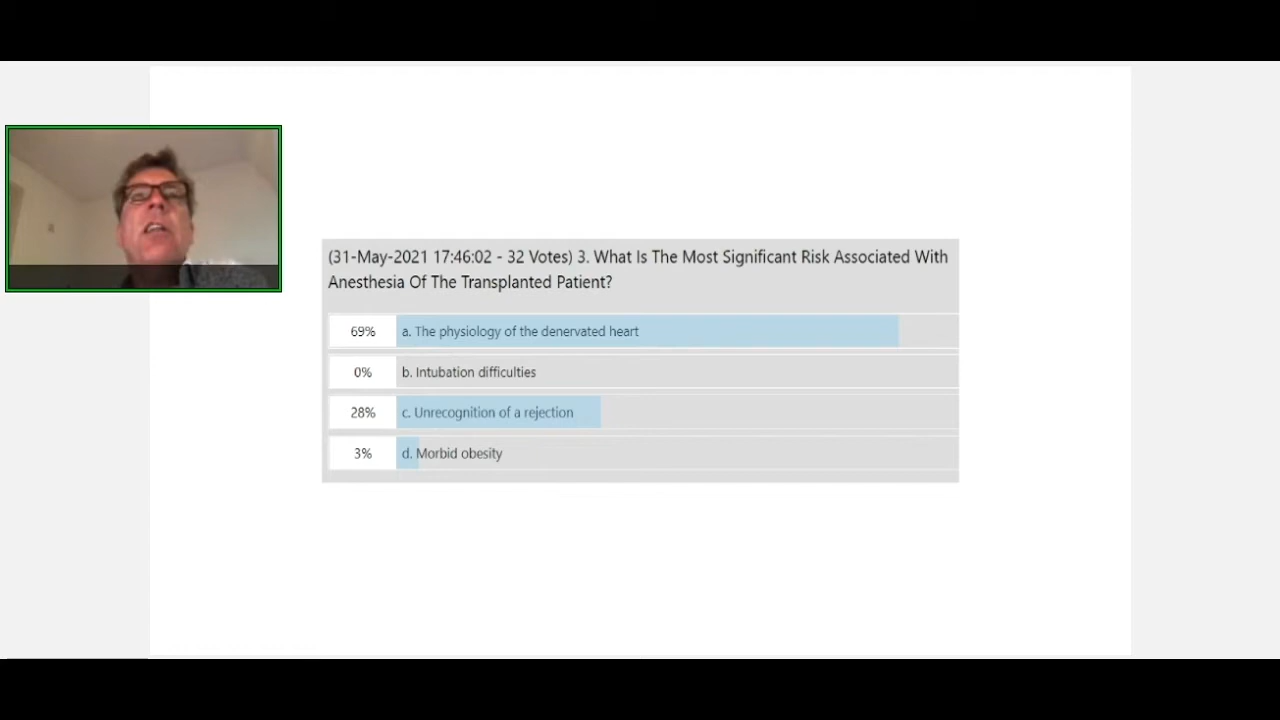 (31-May-2021 17:46:02 - 32 Votes) 3. What Is The Most Significant Risk Associated With
Anesthesia Of The Transplanted Patient?
69% a. The physiology of the denervated heart
0% b. Intubation difficulties
28% c. Unrecognition of a rejection
3% d. Morbid obesity